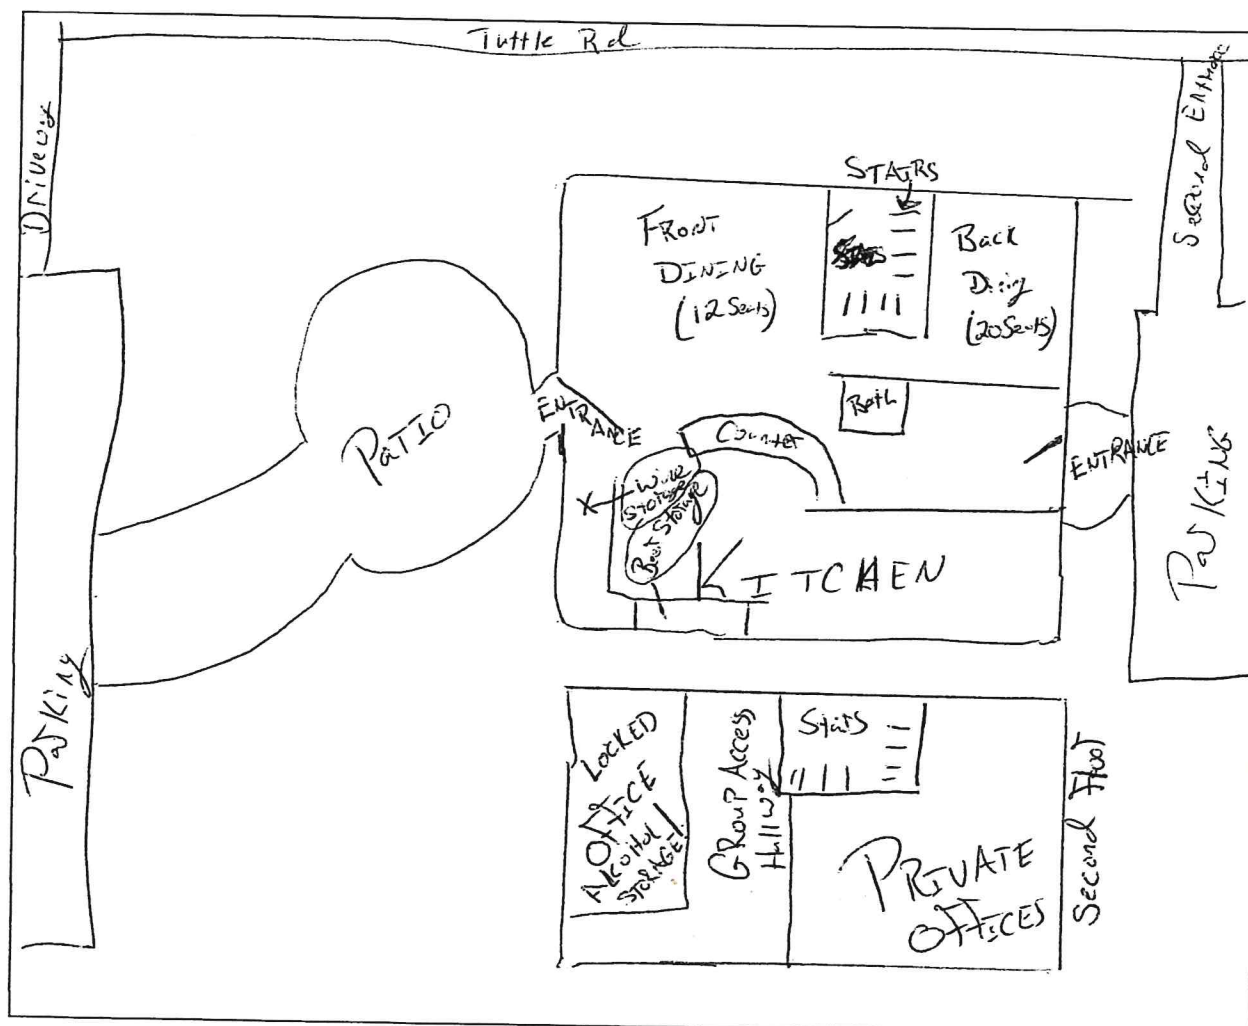 Tuttle Rd
Driveway
Second Entrance
STAIRS
FRONT
DINING
(12 Seats)
Back
Dining
(20 Seats)
PATIO
ENTRANCE
Bath
Counter
ENTRANCE
Wine
Storage
Beer Storage
KITCHEN
Parking
Parking
LOCKED
OFFICE
Alcohol
STORAGE
GROUP Access
Hallway
Stairs
PRIVATE
OFFICES
Second Floor